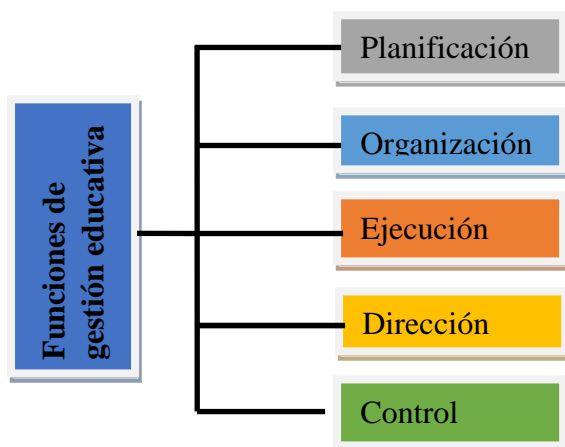 Funciones de
gestión educativa
Planificación
Organización
Ejecución
Dirección
Control